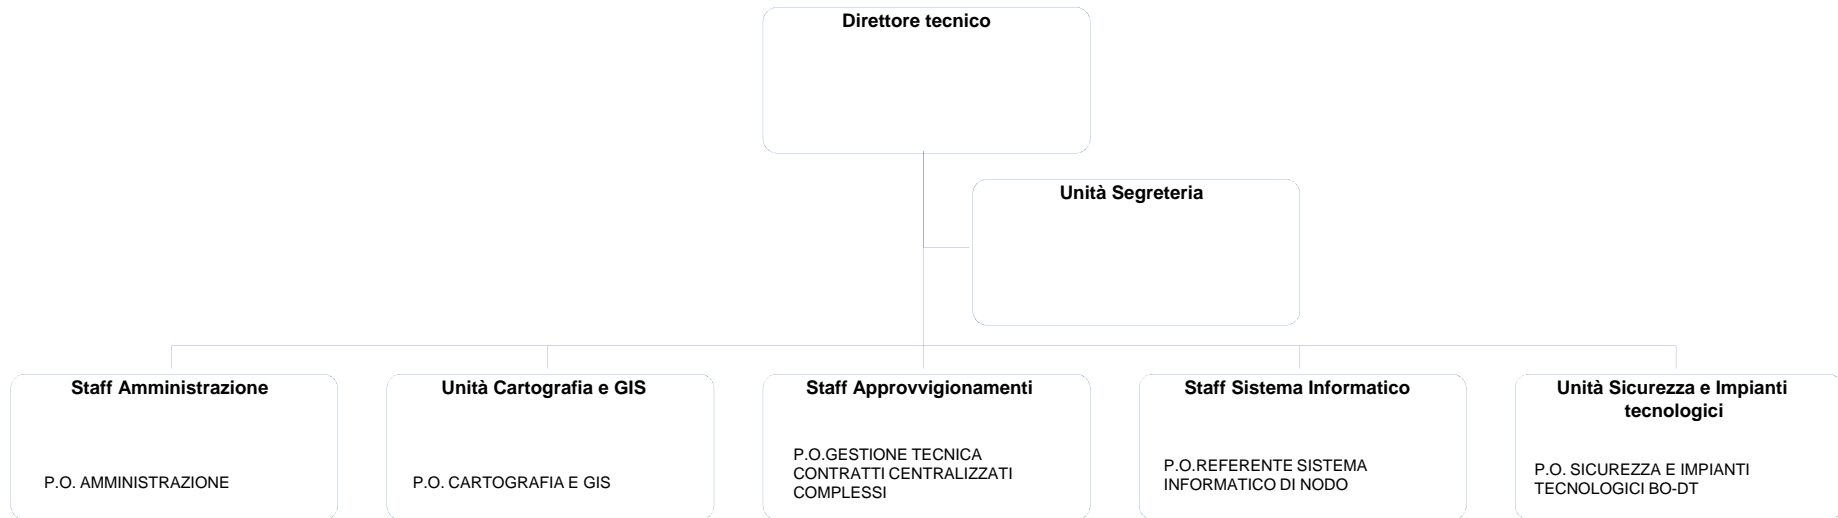 Direttore tecnico
Unità Segreteria
Staff Amministrazione
P.O. AMMINISTRAZIONE
Unità Cartografia e GIS
P.O. CARTOGRAFIA E GIS
Staff Approvvigionamenti
P.O.GESTIONE TECNICA
CONTRATTI CENTRALIZZATI
COMPLESSI
Staff Sistema Informatico
P.O.REFERENTE SISTEMA
INFORMATICO DI NODO
Unità Sicurezza e Impianti
tecnologici
P.O. SICUREZZA E IMPIANTI
TECNOLOGICI BO-DT